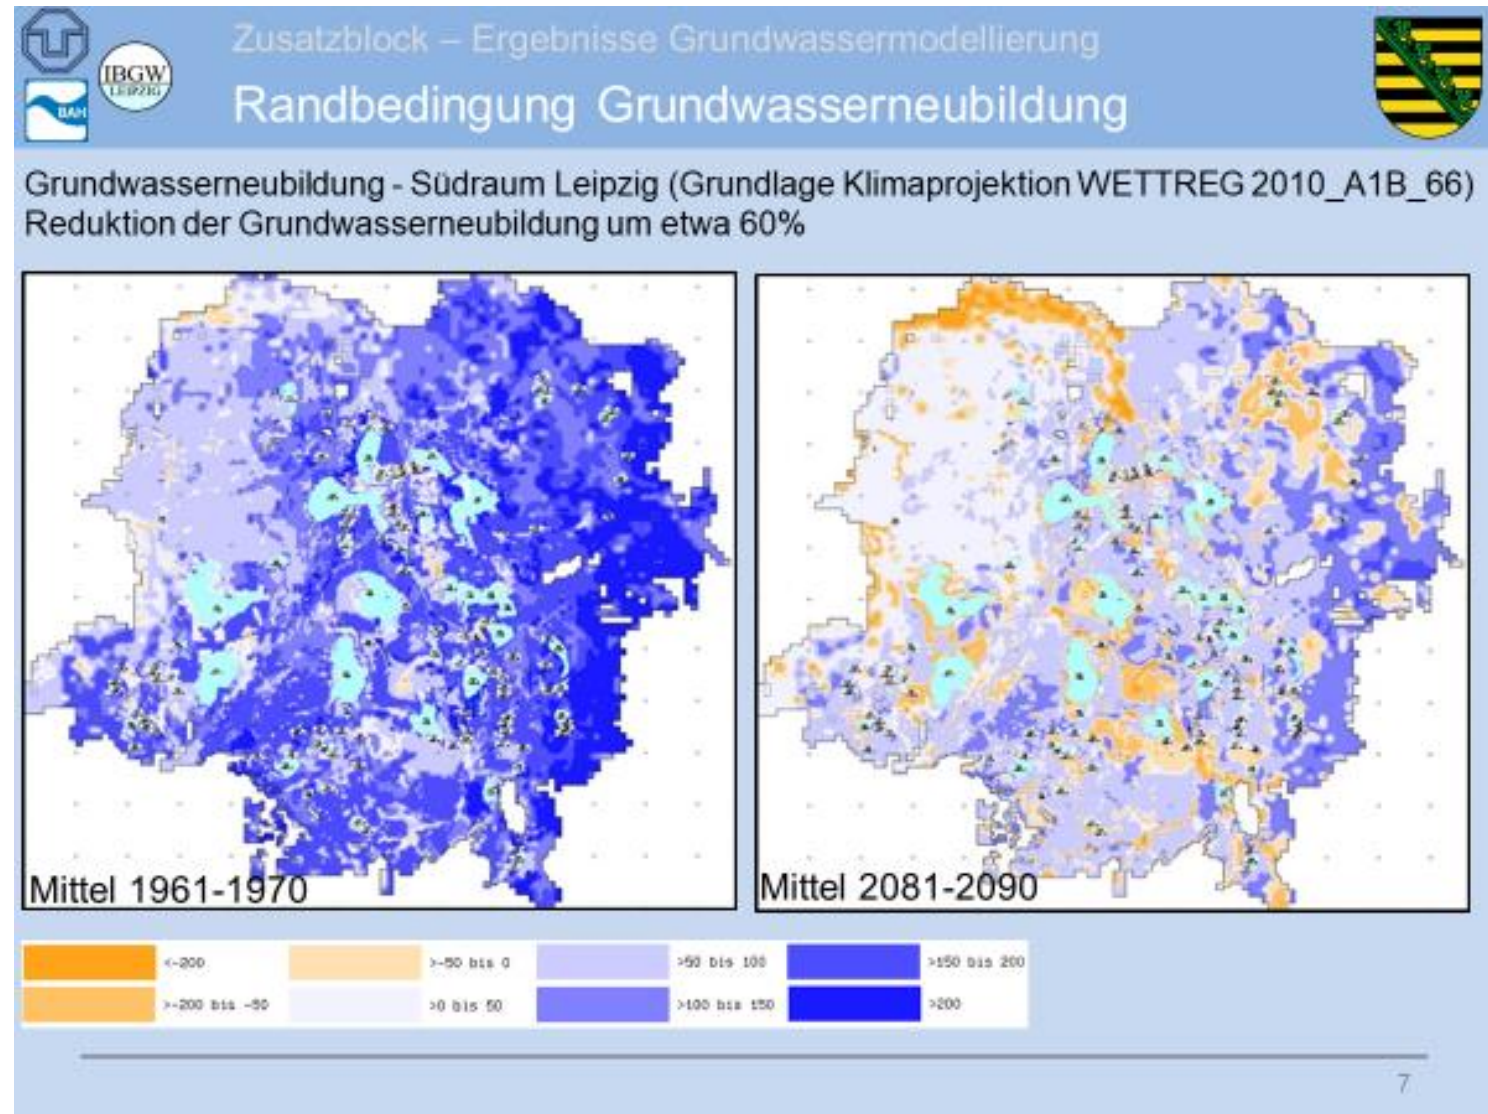 Zusatzblock – Ergebnisse Grundwassermodellierung
IBGW
LEIPZIG
BAH
Randbedingung Grundwasserneubildung
Grundwasserneubildung - Südraum Leipzig (Grundlage Klimaprojektion WETTREG 2010_A1B_66)
Reduktion der Grundwasserneubildung um etwa 60%
Mittel 1961-1970
Mittel 2081-2090
<-200
>-50 bis 0
>50 bis 100
>150 bis 200
>-200 bis -50
>0 bis 50
>100 bis 150
>200
7